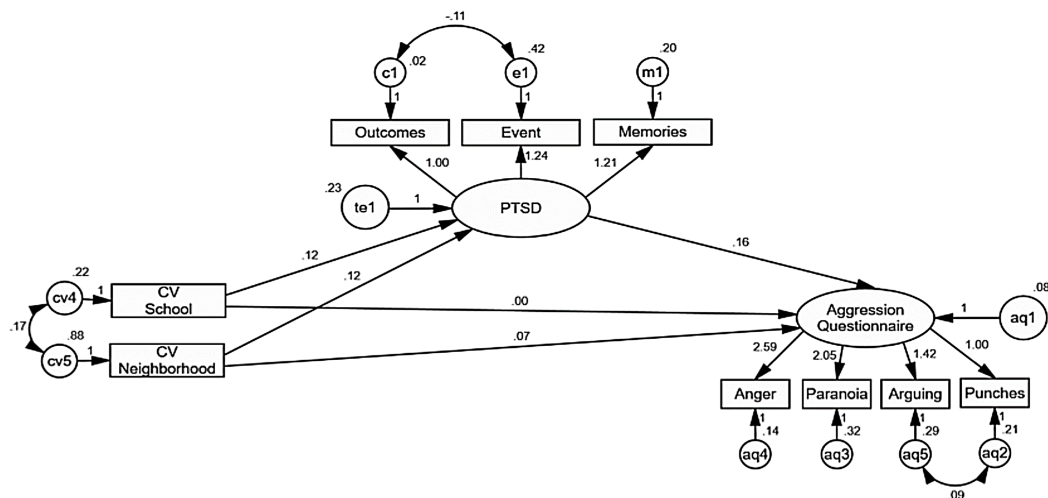 -.11
.02
.42
.20
c1
e1
m1
1
1
1
Outcomes
Event
Memories
1.00
1.24
1.21
.23
te1
1
PTSD
.16
.12
.12
.22
cv4
1
CV
School
.00
.17
.88
cv5
1
CV
Neighborhood
.07
Aggression
Questionnaire
1
.08
aq1
2.59
2.05
1.42
1.00
Anger
Paranoia
Arguing
Punches
1
1
1
1
.14
.32
.29
.21
aq4
aq3
aq5
aq2
09